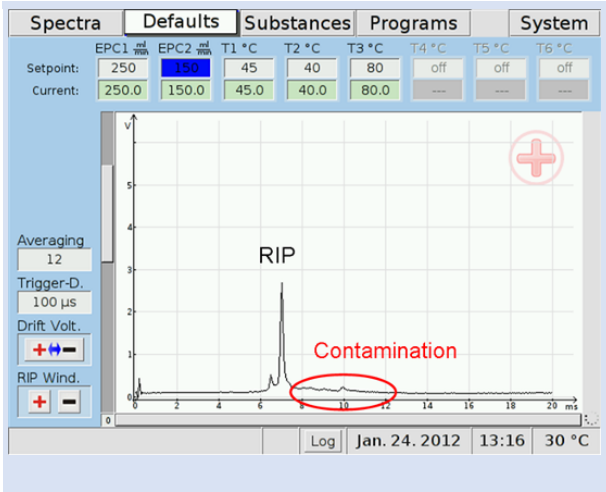 Spectra Defaults Substances Programs System
EPC1 ml/min EPC2 ml/min T1 °C T2 °C T3 °C T4 °C T5 °C T6 °C
Setpoint: 250 150 45 40 80 off off off
Current: 250.0 150.0 45.0 40.0 80.0 --- --- ---
V
5
4
3
2
1
0
RIP
Contamination
2 4 6 8 10 12 14 16 18 20 ms
Averaging
12
Trigger-D.
100 µs
Drift Volt.
+ −
RIP Wind.
+ −
0
Log Jan. 24. 2012 13:16 30 °C